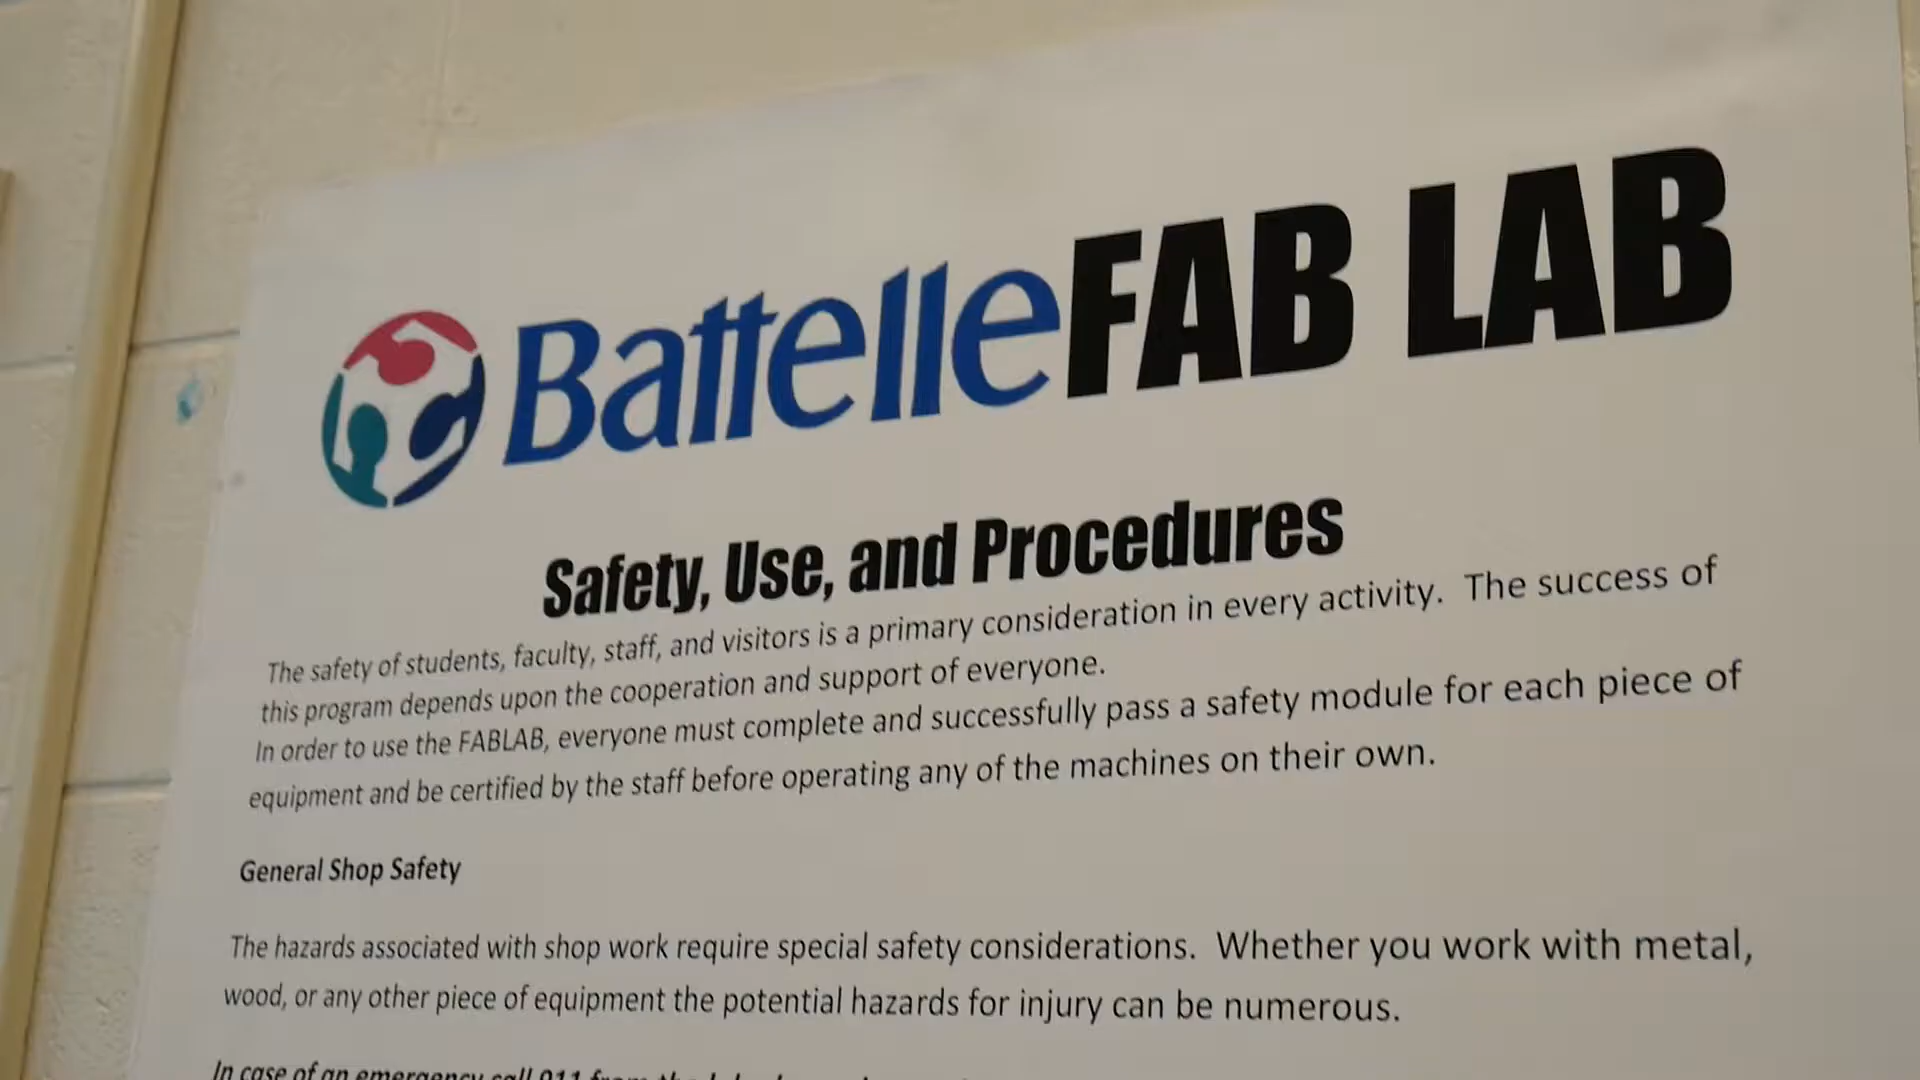 Battelle FAB LAB
Safety, Use, and Procedures
The safety of students, faculty, staff, and visitors is a primary consideration in every activity. The success of
this program depends upon the cooperation and support of everyone.
In order to use the FABLAB, everyone must complete and successfully pass a safety module for each piece of
equipment and be certified by the staff before operating any of the machines on their own.
General Shop Safety
The hazards associated with shop work require special safety considerations. Whether you work with metal,
wood, or any other piece of equipment the potential hazards for injury can be numerous.
In case of an emergency call 911 from the